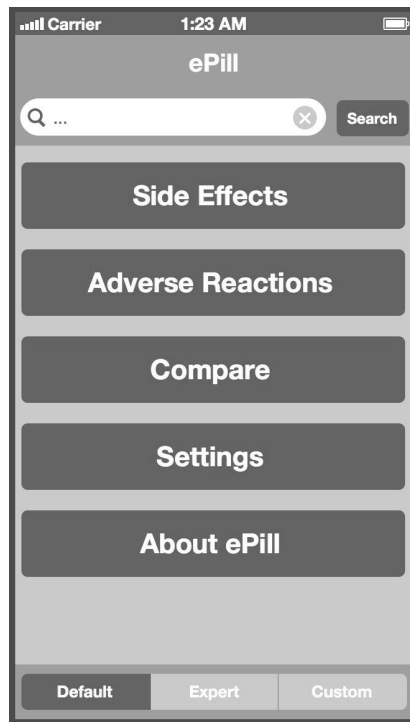 Carrier 1:23 AM
ePill
... Search
Side Effects
Adverse Reactions
Compare
Settings
About ePill
Default Expert Custom